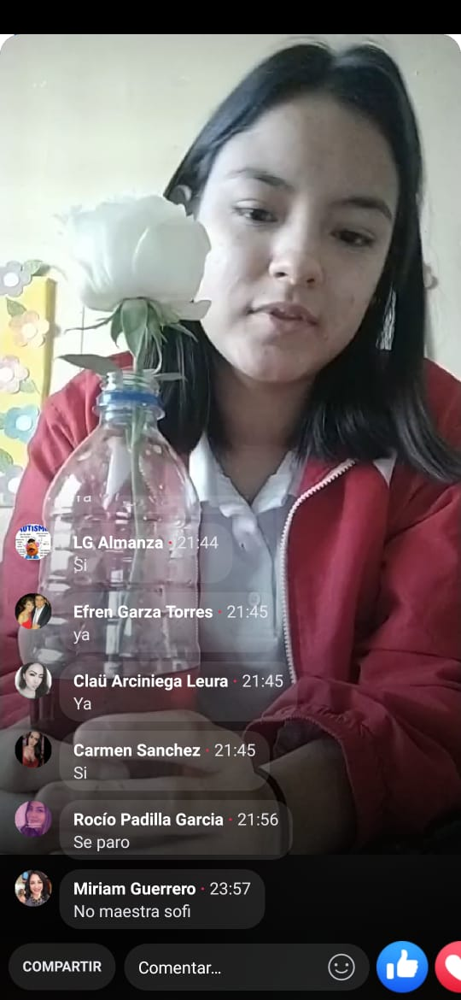 AUTISMO
LG Almanza · 21:44
Si
Efren Garza Torres · 21:45
ya
Claü Arciniega Leura · 21:45
Ya
Carmen Sanchez · 21:45
Si
Rocío Padilla Garcia · 21:56
Se paro
Miriam Guerrero · 23:57
No maestra sofi
COMPARTIR
Comentar...